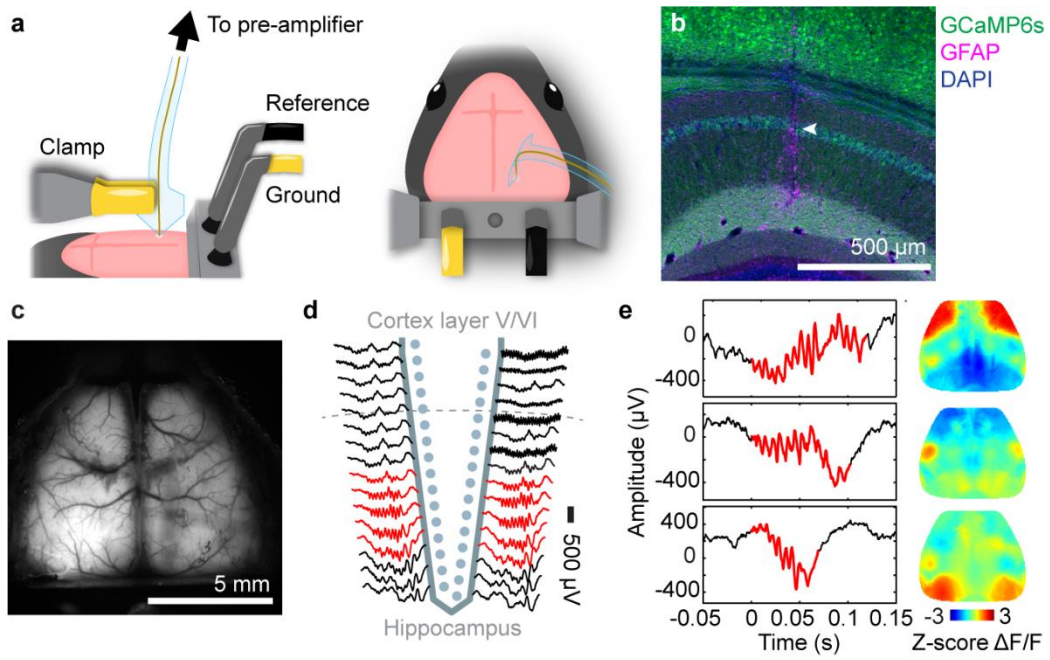 a
To pre-amplifier
Reference
Clamp
Ground
b
GCaMP6s
GFAP
DAPI
500 µm
c
5 mm
d
Cortex layer V/VI
500 µV
Hippocampus
e
0
-400
0
-400
400
0
-400
Amplitude (µV)
-0.05 0 0.05 0.1 0.15
Time (s)
-3 3
Z-score ΔF/F